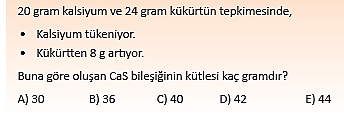 20 gram kalsiyum ve 24 gram kükürtün tepkimesinde,
• Kalsiyum tükeniyor.
• Kükürtten 8 g artıyor.
Buna göre oluşan CaS bileşiğinin kütlesi kaç gramdır?
A) 30 B) 36 C) 40 D) 42 E) 44